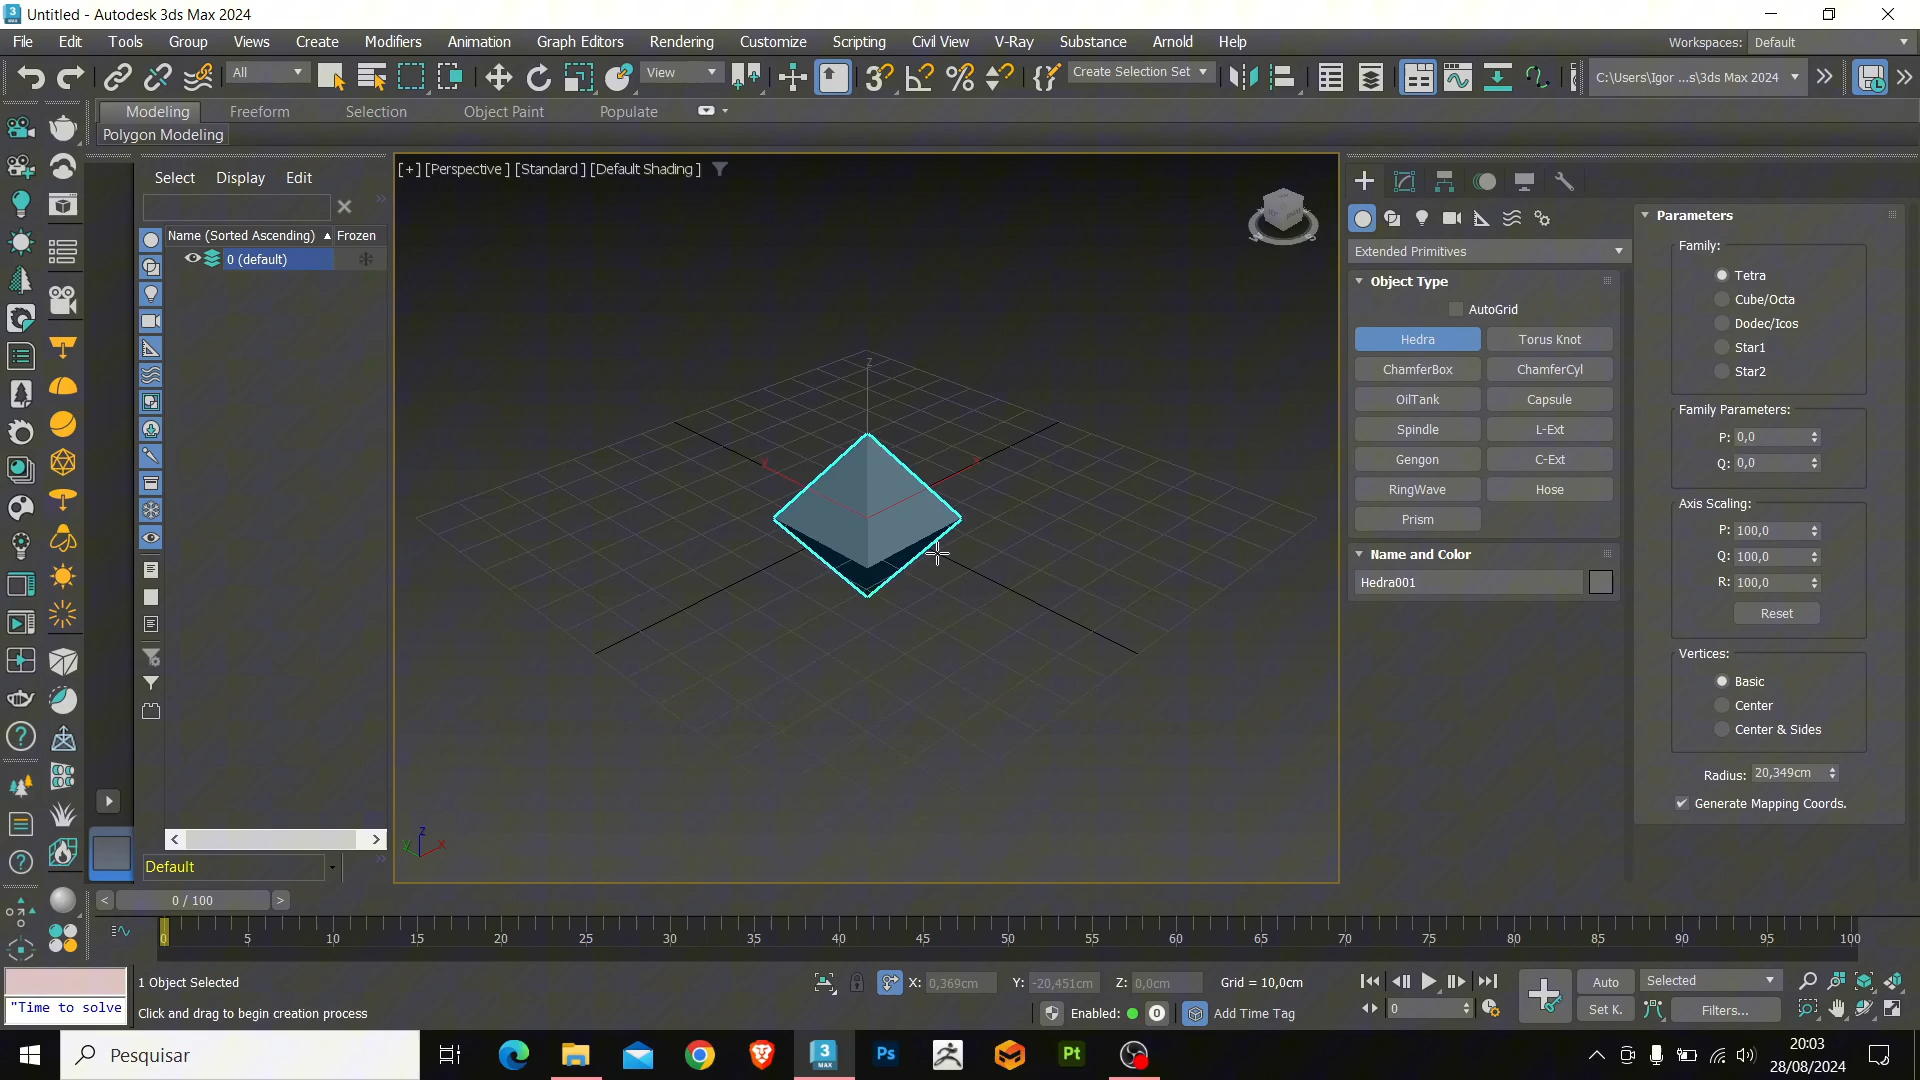 Untitled - Autodesk 3ds Max 2024
File Edit Tools Group Views Create Modifiers Animation Graph Editors Rendering Customize Scripting Civil View V-Ray Substance Arnold Help
Workspaces: Default
All
View
Create Selection Set
C:\Users\Igor ...s\3ds Max 2024
Modeling Freeform Selection Object Paint Populate
Polygon Modeling
Select Display Edit
Name (Sorted Ascending) Frozen
0 (default)
[+] [Perspective ] [Standard ] [Default Shading ]
z
x
Extended Primitives
Object Type
AutoGrid
Hedra Torus Knot
ChamferBox ChamferCyl
OilTank Capsule
Spindle L-Ext
Gengon C-Ext
RingWave Hose
Prism
Name and Color
Hedra001
Parameters
Family:
Tetra
Cube/Octa
Dodec/Icos
Star1
Star2
Family Parameters:
P: 0,0
Q: 0,0
Axis Scaling:
P: 100,0
Q: 100,0
R: 100,0
Reset
Vertices:
Basic
Center
Center & Sides
Radius: 20,349cm
Generate Mapping Coords.
z
y x
Default
< 0 / 100 >
0 5 10 15 20 25 30 35 40 45 50 55 60 65 70 75 80 85 90 95 100
1 Object Selected
X: 0,369cm Y: -20,451cm Z: 0,0cm Grid = 10,0cm
"Time to solve
Click and drag to begin creation process
Enabled: 0 Add Time Tag
0
Auto Selected
Set K. Filters...
Pesquisar
3
MAX
Ps
Pt
20:03
28/08/2024